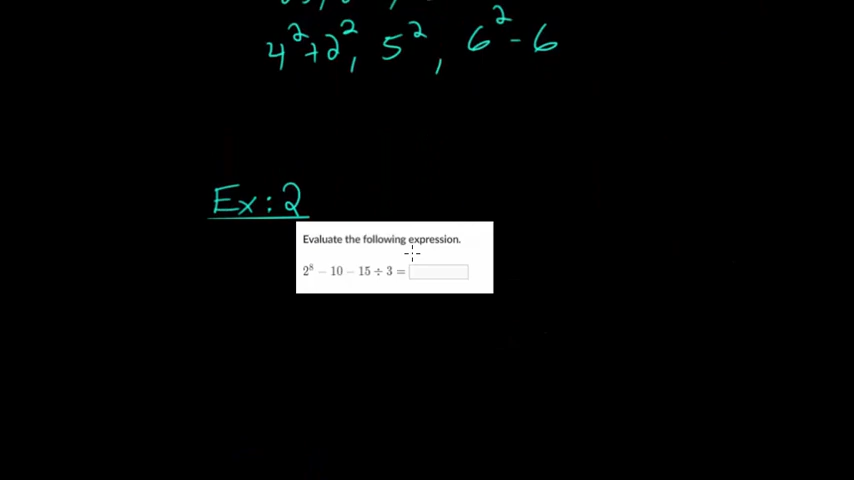 4²+2², 5², 6²-6
Ex:2
Evaluate the following expression.
2⁸ − 10 − 15 ÷ 3 =